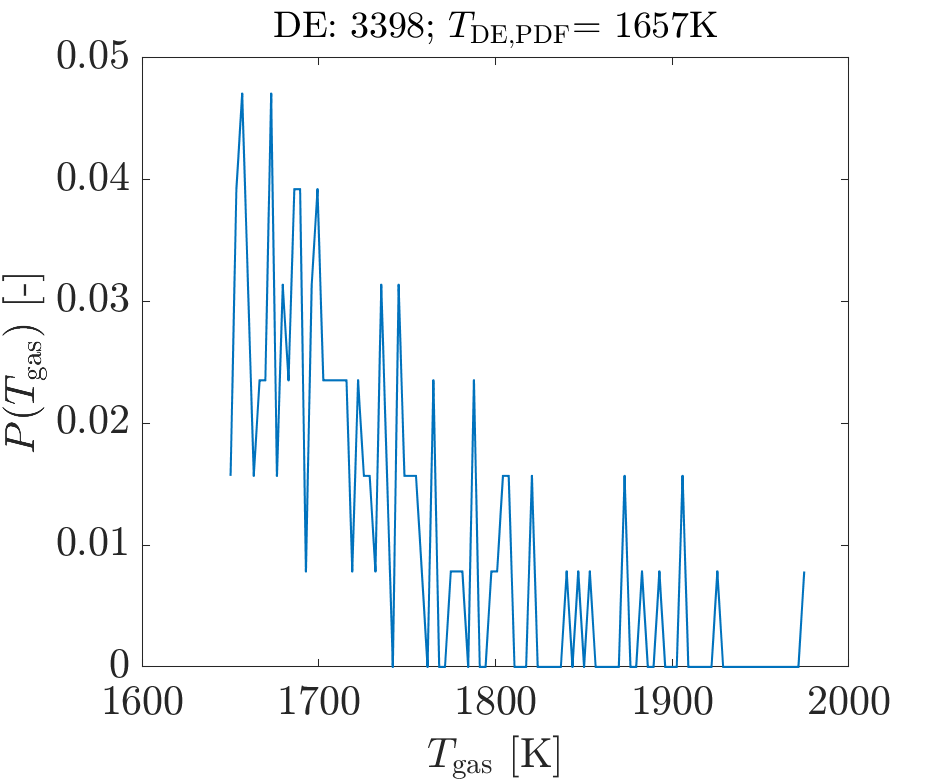 DE: 3398; T_DE,PDF= 1657K
0.05
0.04
0.03
0.02
0.01
0
P(T_gas) [-]
1600 1700 1800 1900 2000
T_gas [K]